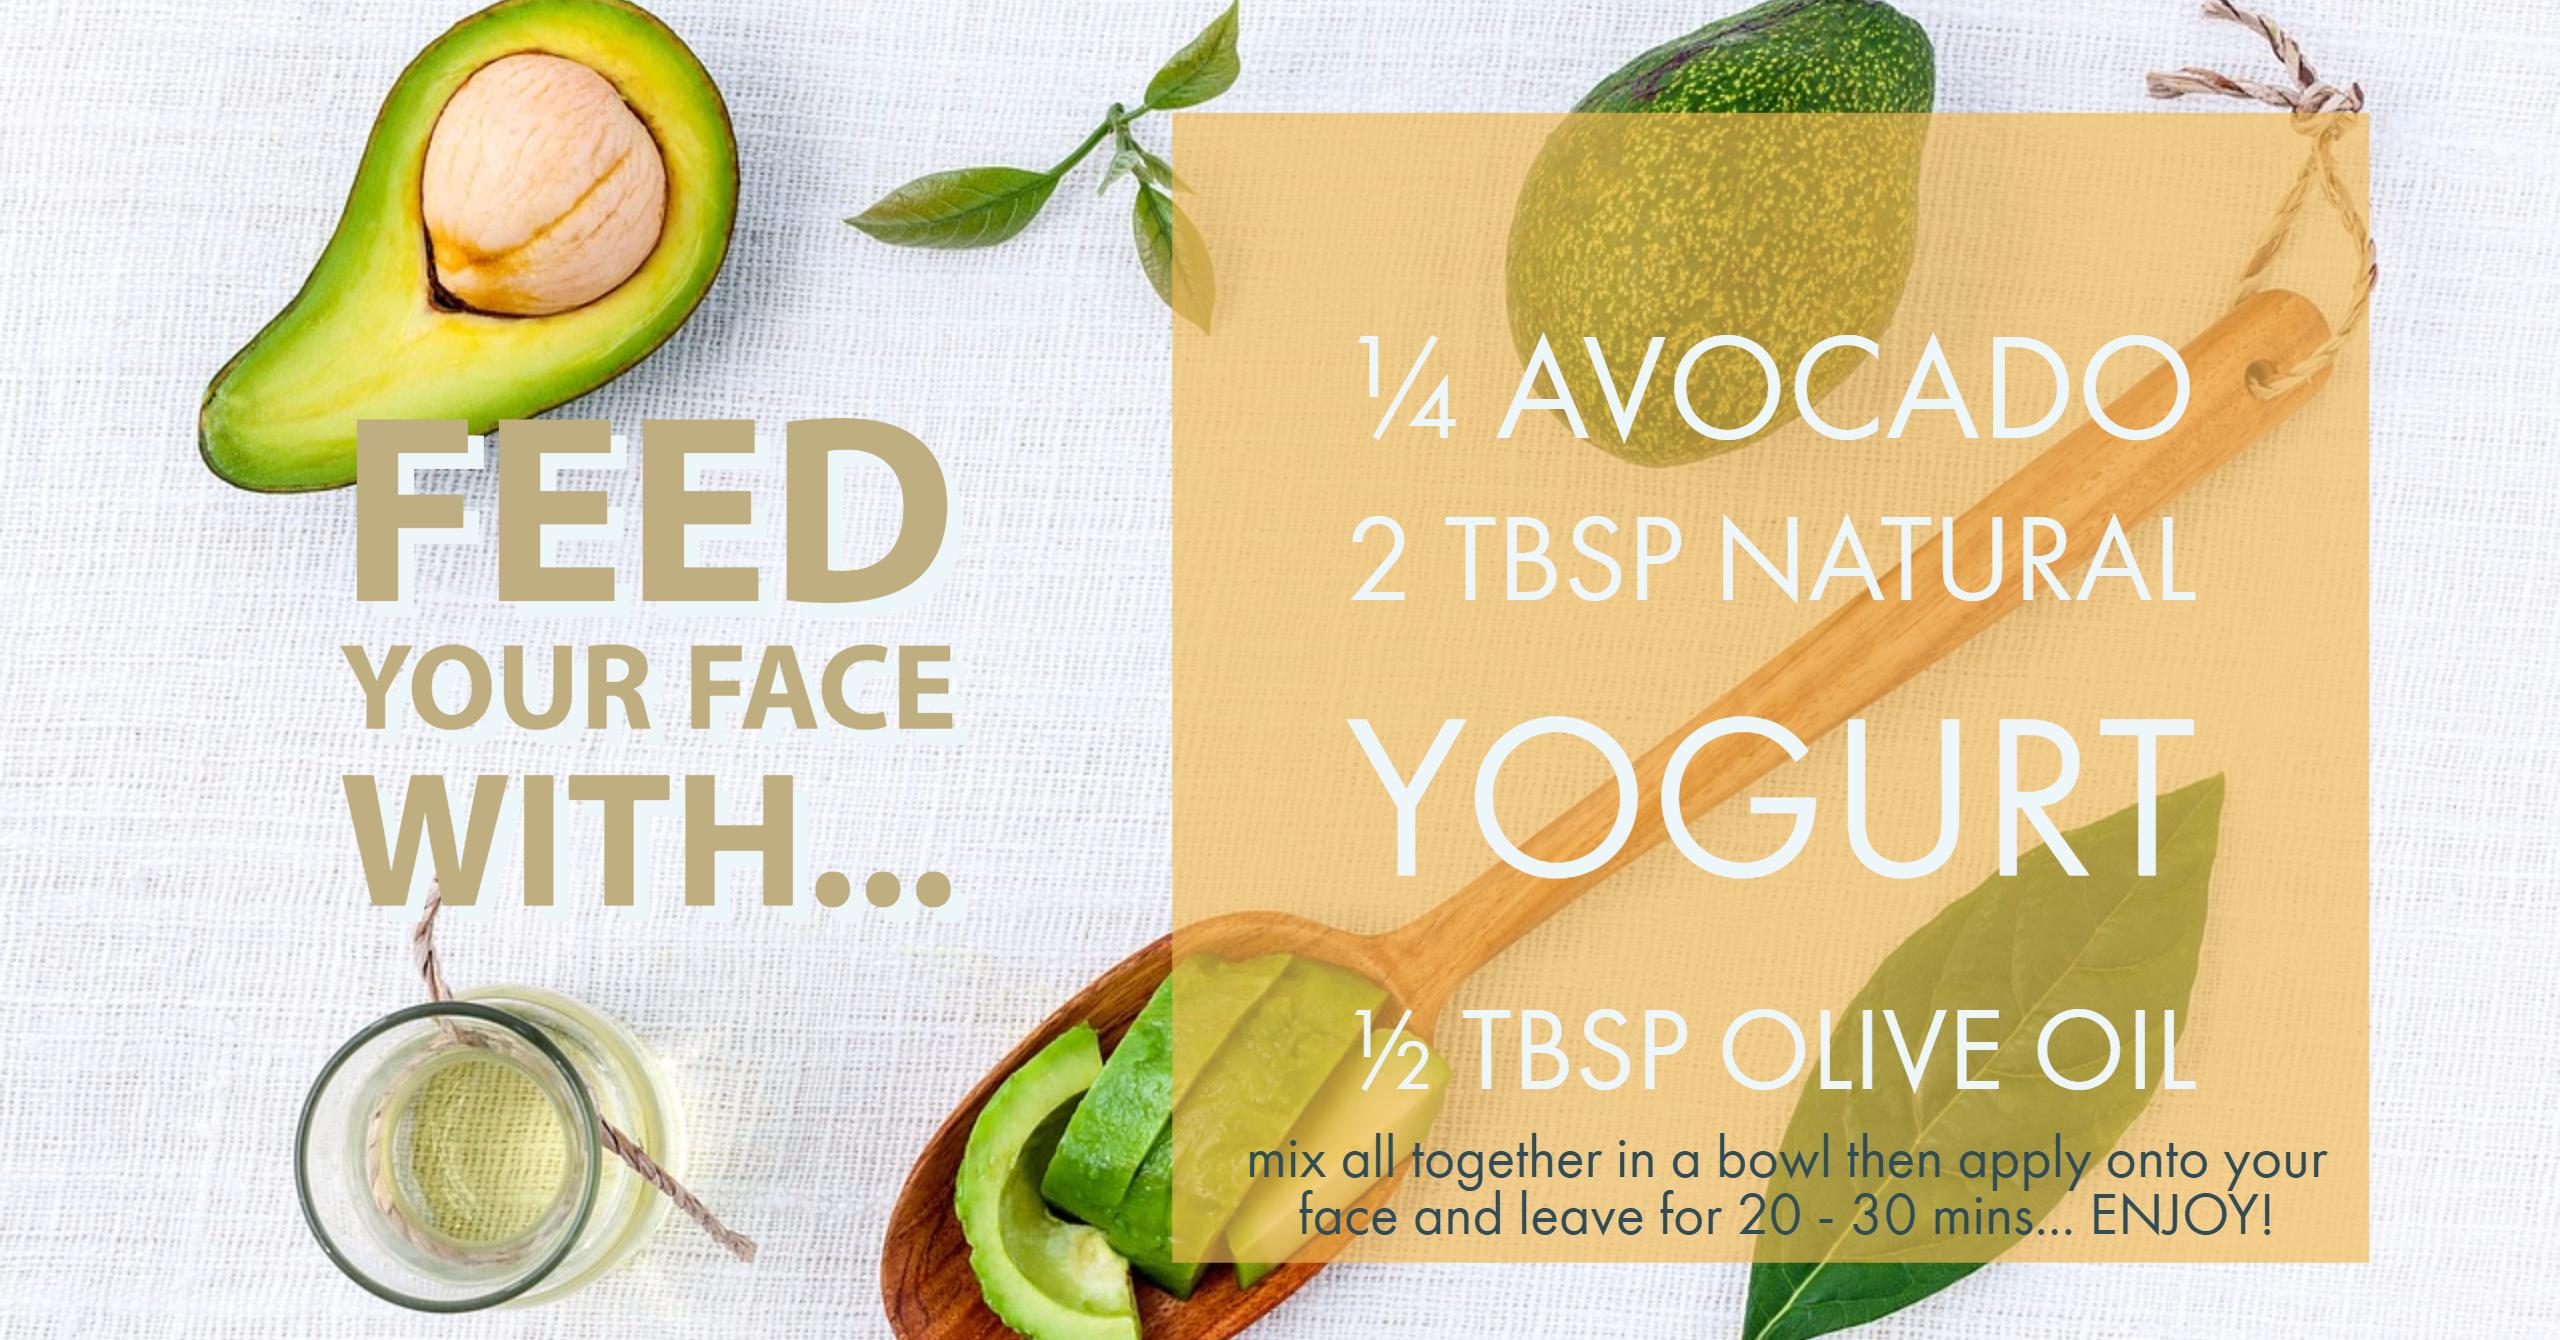 FEED
YOUR FACE
WITH...
¼ AVOCADO
2 TBSP NATURAL
YOGURT
½ TBSP OLIVE OIL
mix all together in a bowl then apply onto your
face and leave for 20 - 30 mins... ENJOY!